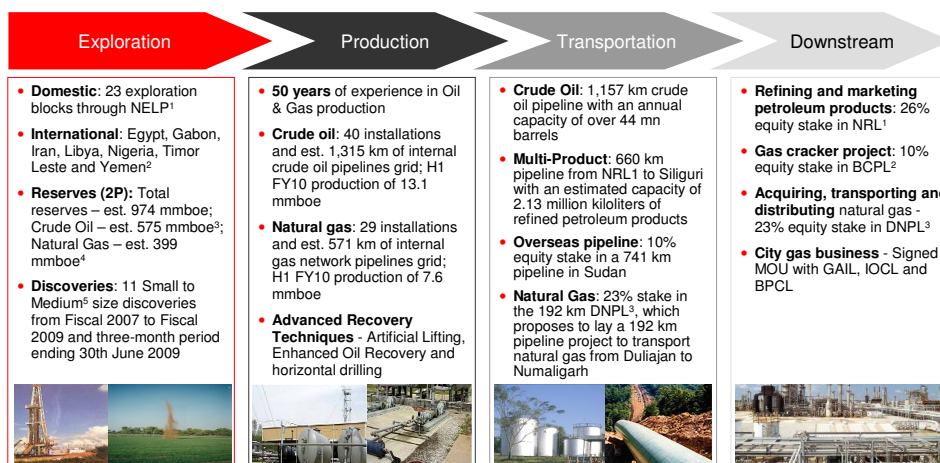 Exploration
Production
Transportation
Downstream
• Domestic: 23 exploration
blocks through NELP¹
• International: Egypt, Gabon,
Iran, Libya, Nigeria, Timor
Leste and Yemen²
• Reserves (2P): Total
reserves – est. 974 mmboe;
Crude Oil – est. 575 mmboe³;
Natural Gas – est. 399
mmboe⁴
• Discoveries: 11 Small to
Medium⁵ size discoveries
from Fiscal 2007 to Fiscal
2009 and three-month period
ending 30th June 2009
• 50 years of experience in Oil
& Gas production
• Crude oil: 40 installations
and est. 1,315 km of internal
crude oil pipelines grid; H1
FY10 production of 13.1
mmboe
• Natural gas: 29 installations
and est. 571 km of internal
gas network pipelines grid;
H1 FY10 production of 7.6
mmboe
• Advanced Recovery
Techniques - Artificial Lifting,
Enhanced Oil Recovery and
horizontal drilling
• Crude Oil: 1,157 km crude
oil pipeline with an annual
capacity of over 44 mn
barrels
• Multi-Product: 660 km
pipeline from NRL1 to Siliguri
with an estimated capacity of
2.13 million kiloliters of
refined petroleum products
• Overseas pipeline: 10%
equity stake in a 741 km
pipeline in Sudan
• Natural Gas: 23% stake in
the 192 km DNPL³, which
proposes to lay a 192 km
pipeline project to transport
natural gas from Duliajan to
Numaligarh
• Refining and marketing
petroleum products: 26%
equity stake in NRL¹
• Gas cracker project: 10%
equity stake in BCPL²
• Acquiring, transporting and
distributing natural gas -
23% equity stake in DNPL³
• City gas business - Signed
MOU with GAIL, IOCL and
BPCL